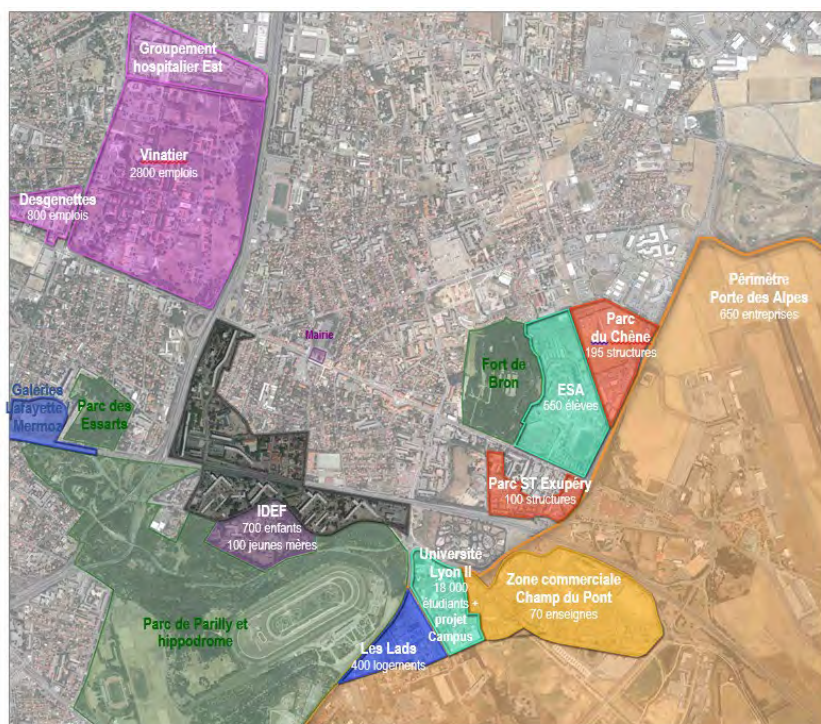 Groupement
hospitalier Est
Vinatier
2800 emplois
Desgenettes
800 emplois
Périmètre
Porte des Alpes
650 entreprises
Mairie
Parc
du Chêne
195 structures
Fort de
Bron
ESA
550 élèves
Galeries
Lafayette
Mermoz
Parc des
Essarts
Parc ST Exupéry
100 structures
IDEF
700 enfants
100 jeunes mères
Université
Lyon II
18 000
étudiants +
projet
Campus
Zone commerciale
Champ du Pont
70 enseignes
Parc de Parilly et
hippodrome
Les Lads
400 logements